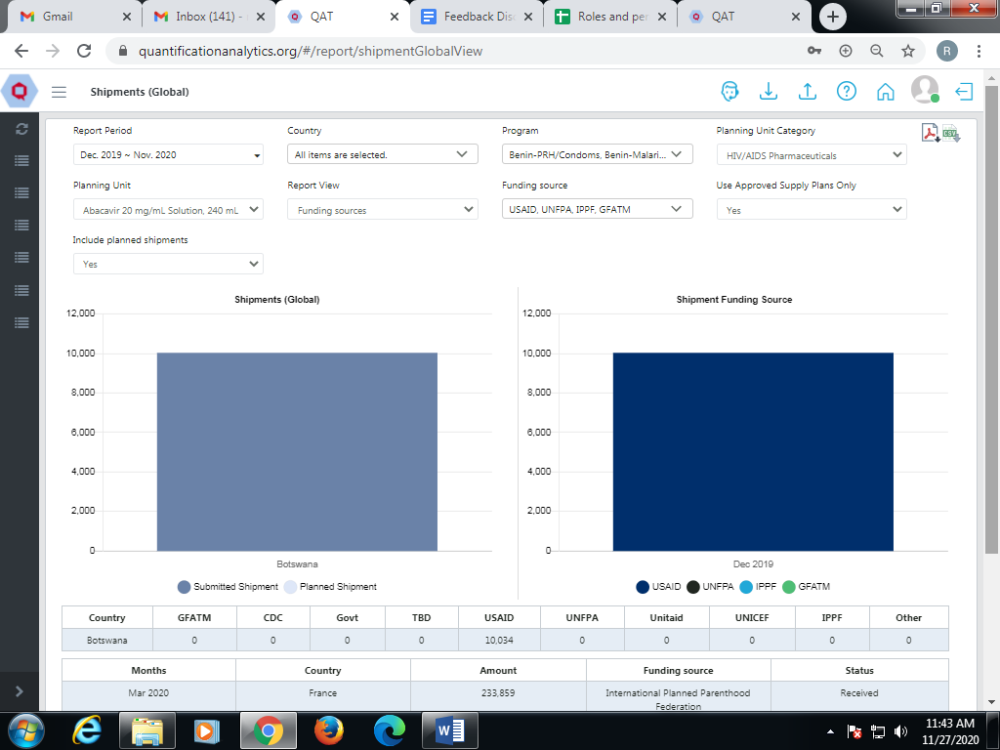 Gmail
Inbox (141) -
QAT
Feedback Dis
Roles and pe
QAT
quantificationanalytics.org/#/report/shipmentGlobalView
R
Shipments (Global)
Report Period
Country
Program
Planning Unit Category
Dec. 2019 ~ Nov. 2020
All items are selected.
Benin-PRH/Condoms, Benin-Malari...
HIV/AIDS Pharmaceuticals
CSV
Planning Unit
Report View
Funding source
Use Approved Supply Plans Only
Abacavir 20 mg/mL Solution, 240 mL
Funding sources
USAID, UNFPA, IPPF, GFATM
Yes
Include planned shipments
Yes
Shipments (Global)
12,000
10,000
8,000
6,000
4,000
2,000
0
Botswana
Submitted Shipment Planned Shipment
Shipment Funding Source
12,000
10,000
8,000
6,000
4,000
2,000
0
Dec 2019
USAID UNFPA IPPF GFATM
Country GFATM CDC Govt TBD USAID UNFPA Unitaid UNICEF IPPF Other
Botswana 0 0 0 0 10,034 0 0 0 0 0
Months Country Amount Funding source Status
Mar 2020 France 233,859 International Planned Parenthood Received
Federation
11:43 AM
11/27/2020